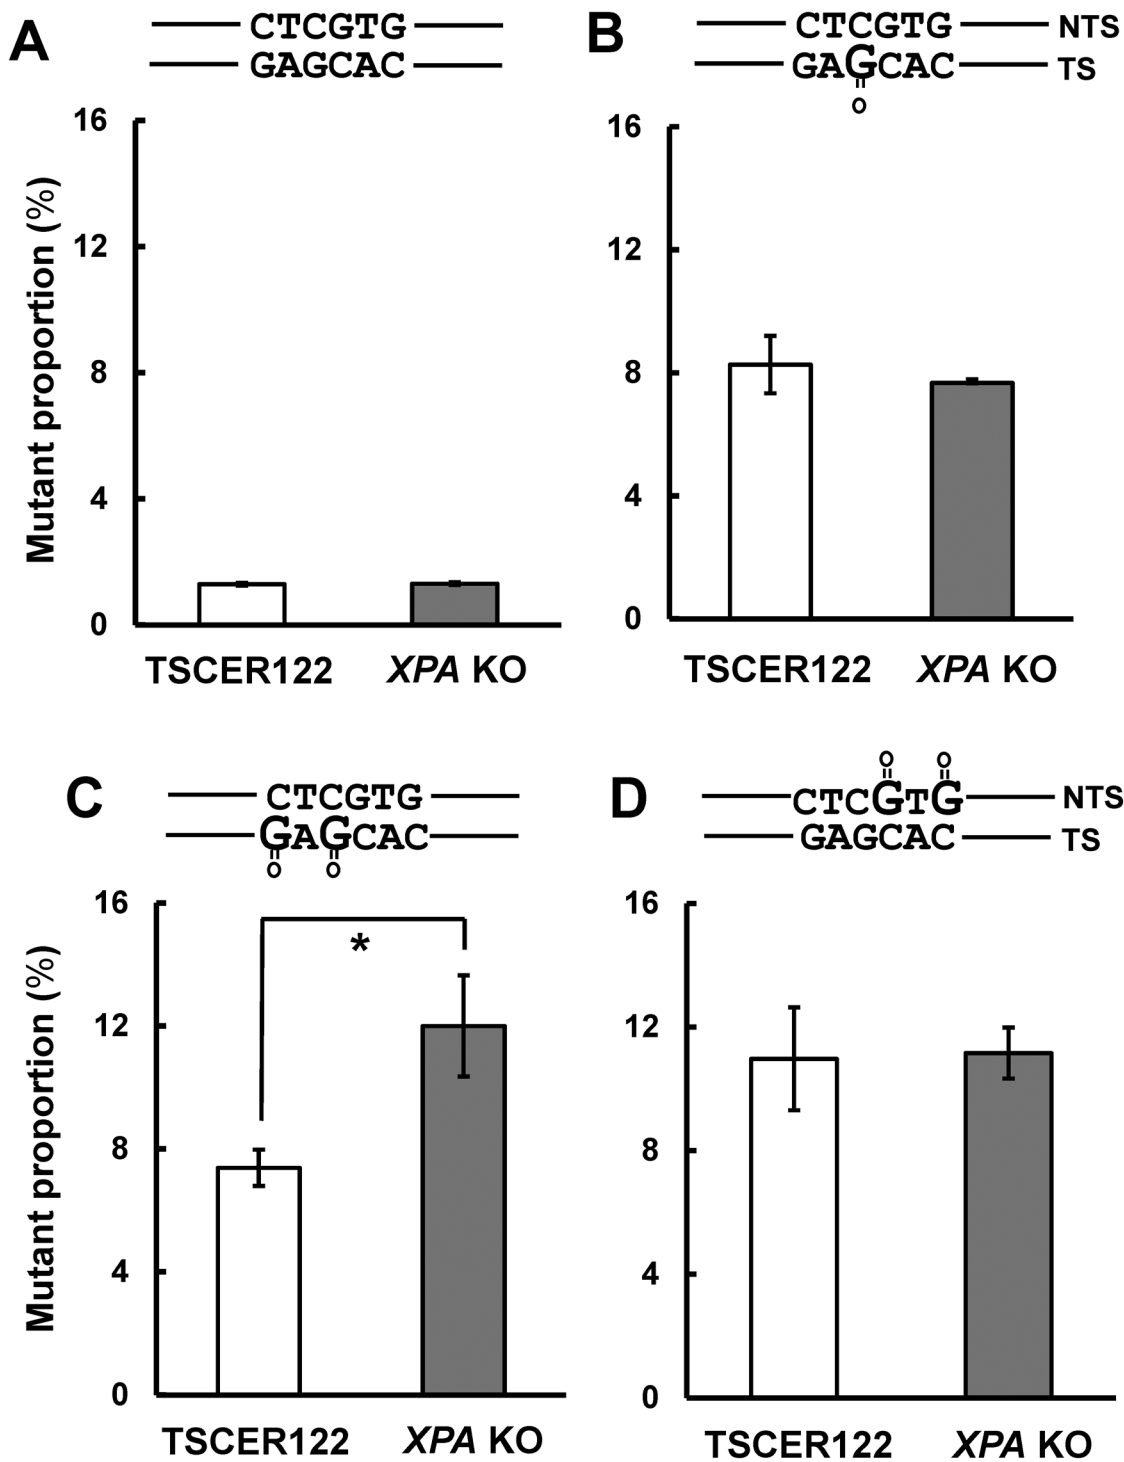 A
CTCGTG
GAGCAC
Mutant proportion (%)
16
12
8
4
0
TSCER122 XPA KO
B
CTCGTG NTS
GAGCAC TS
O
16
12
8
4
0
TSCER122 XPA KO
C
CTCGTG
GAGCAC
O O
Mutant proportion (%)
16
12
8
4
0
*
TSCER122 XPA KO
D
O O
CTCGTG NTS
GAGCAC TS
16
12
8
4
0
TSCER122 XPA KO